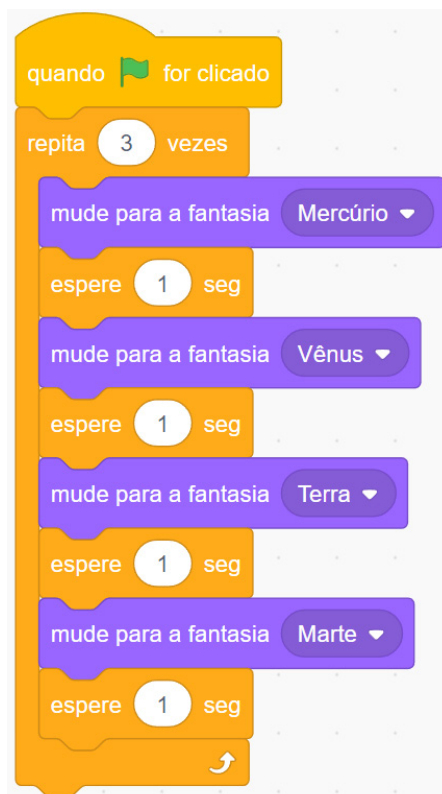 quando for clicado
repita 3 vezes
mude para a fantasia Mercúrio
espere 1 seg
mude para a fantasia Vênus
espere 1 seg
mude para a fantasia Terra
espere 1 seg
mude para a fantasia Marte
espere 1 seg